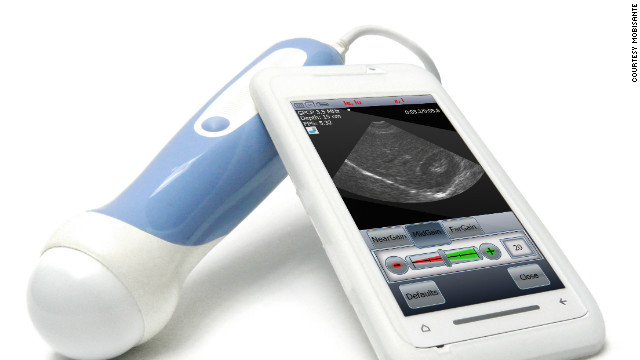 COURTESY MOBISANTE
Depth: 15 cm
NearGain MidGain FarGain
20
Defaults
Close